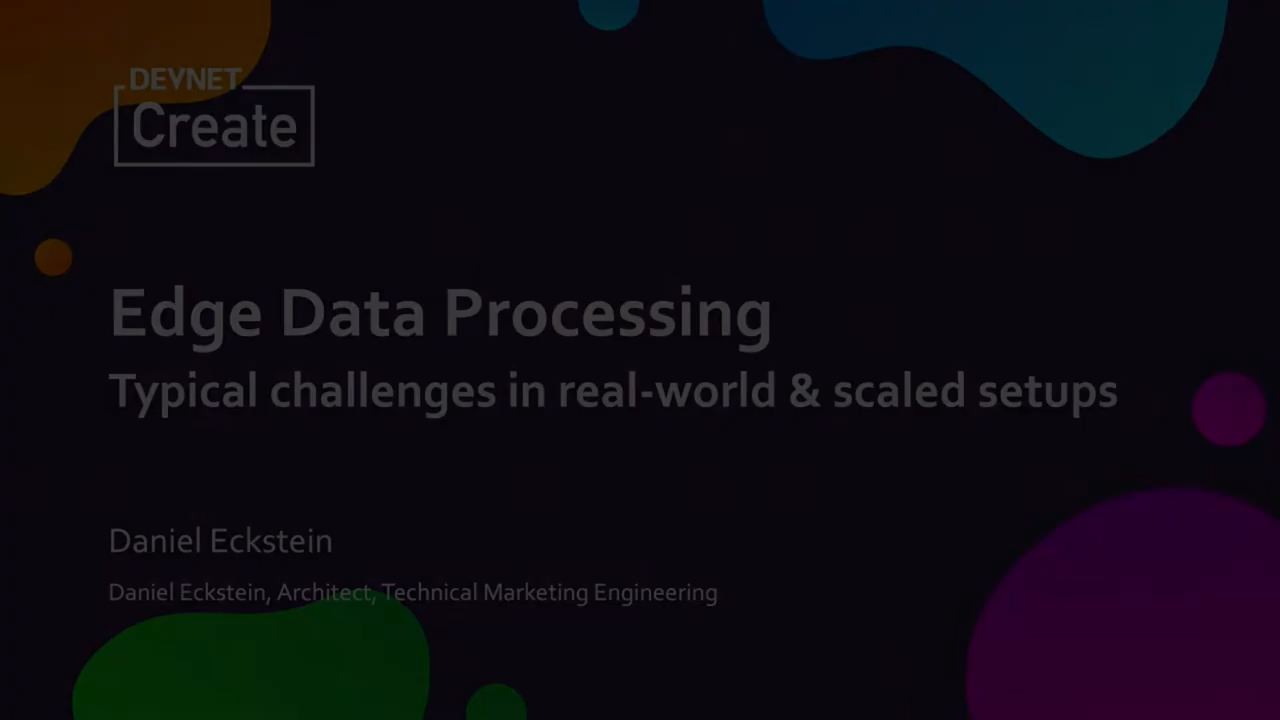 DEVNET
Create
Edge Data Processing
Typical challenges in real-world & scaled setups
Daniel Eckstein
Daniel Eckstein, Architect, Technical Marketing Engineering